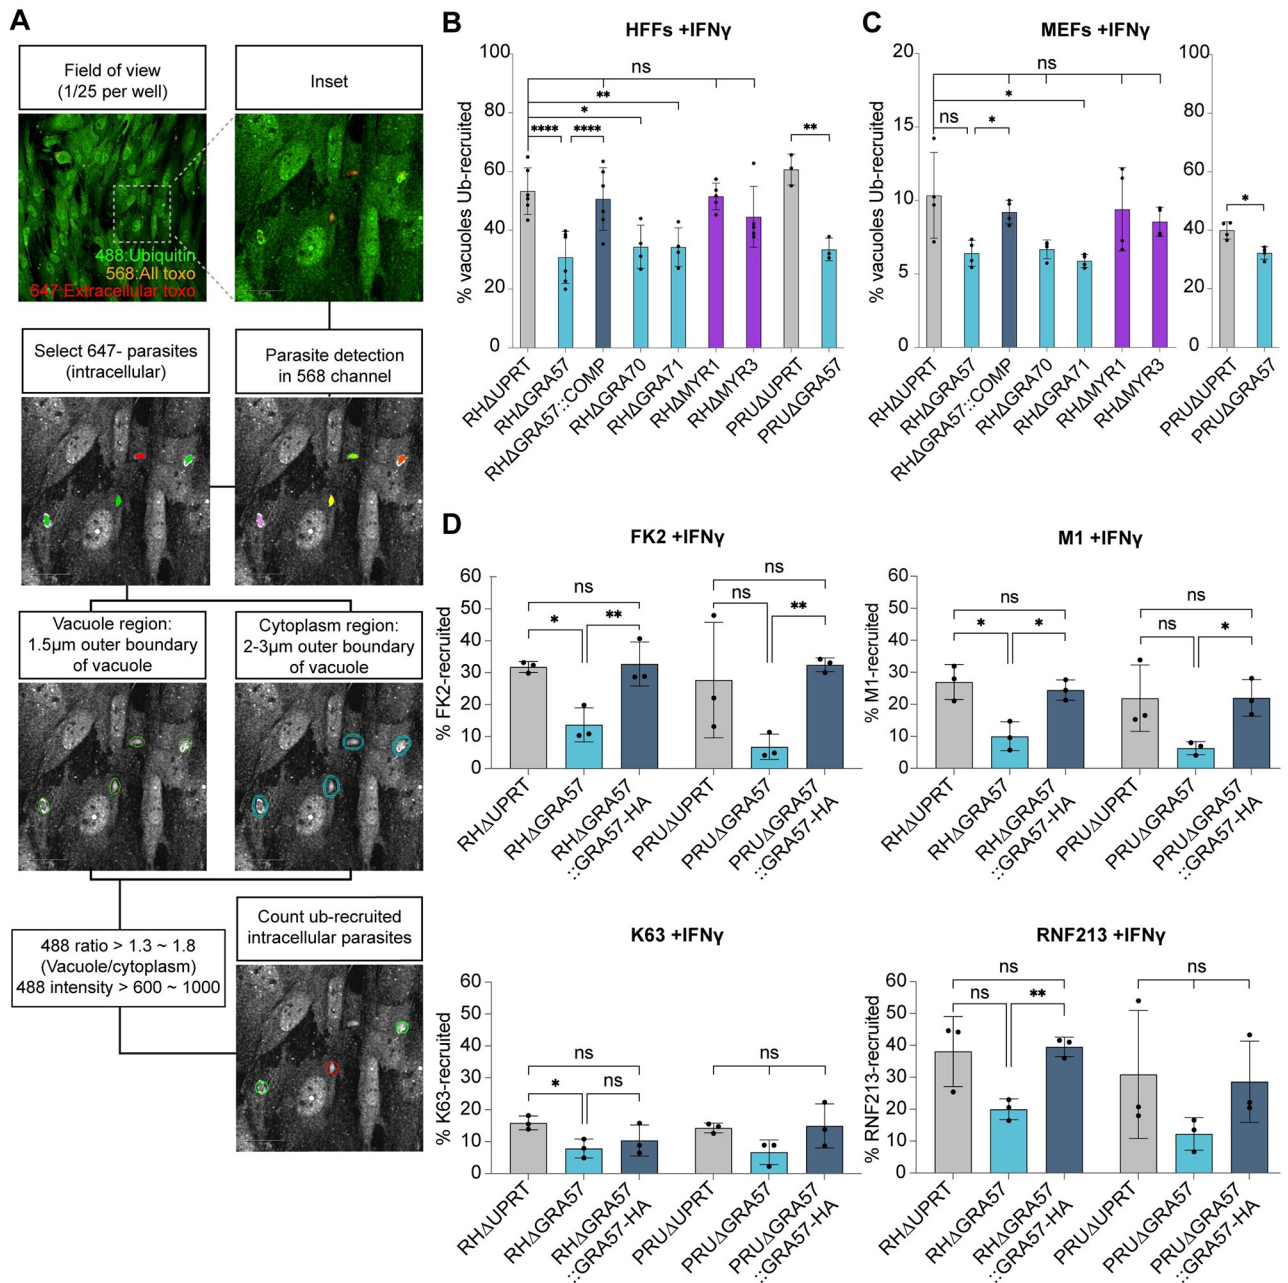 A
Field of view
(1/25 per well)
Inset
488:Ubiquitin
568:All toxo
647:Extracellular toxo
Select 647- parasites
(intracellular)
Parasite detection
in 568 channel
Vacuole region:
1.5µm outer boundary
of vacuole
Cytoplasm region:
2-3µm outer boundary
of vacuole
488 ratio > 1.3 ~ 1.8
(Vacuole/cytoplasm)
488 intensity > 600 ~ 1000
Count ub-recruited
intracellular parasites
B
HFFs +IFNγ
% vacuoles Ub-recruited
100
80
60
40
20
0
ns
**
*
**** ****
**
RHΔUPRT
RHΔGRA57
RHΔGRA57::COMP
RHΔGRA70
RHΔGRA71
RHΔMYR1
RHΔMYR3
PRUΔUPRT
PRUΔGRA57
C
MEFs +IFNγ
% vacuoles Ub-recruited
20
15
10
5
0
ns
*
ns *
RHΔUPRT
RHΔGRA57
RHΔGRA57::COMP
RHΔGRA70
RHΔGRA71
RHΔMYR1
RHΔMYR3
100
80
60
40
20
0
*
PRUΔUPRT
PRUΔGRA57
D
FK2 +IFNγ
% FK2-recruited
60
50
40
30
20
10
0
ns
* **
ns
ns **
RHΔUPRT
RHΔGRA57
RHΔGRA57
::GRA57-HA
PRUΔUPRT
PRUΔGRA57
PRUΔGRA57
::GRA57-HA
M1 +IFNγ
% M1-recruited
60
50
40
30
20
10
0
ns
* *
ns
ns *
RHΔUPRT
RHΔGRA57
RHΔGRA57
::GRA57-HA
PRUΔUPRT
PRUΔGRA57
PRUΔGRA57
::GRA57-HA
K63 +IFNγ
% K63-recruited
60
50
40
30
20
10
0
ns
* ns
ns
RHΔUPRT
RHΔGRA57
RHΔGRA57
::GRA57-HA
PRUΔUPRT
PRUΔGRA57
PRUΔGRA57
::GRA57-HA
RNF213 +IFNγ
% RNF213-recruited
60
50
40
30
20
10
0
ns
ns **
ns
RHΔUPRT
RHΔGRA57
RHΔGRA57
::GRA57-HA
PRUΔUPRT
PRUΔGRA57
PRUΔGRA57
::GRA57-HA